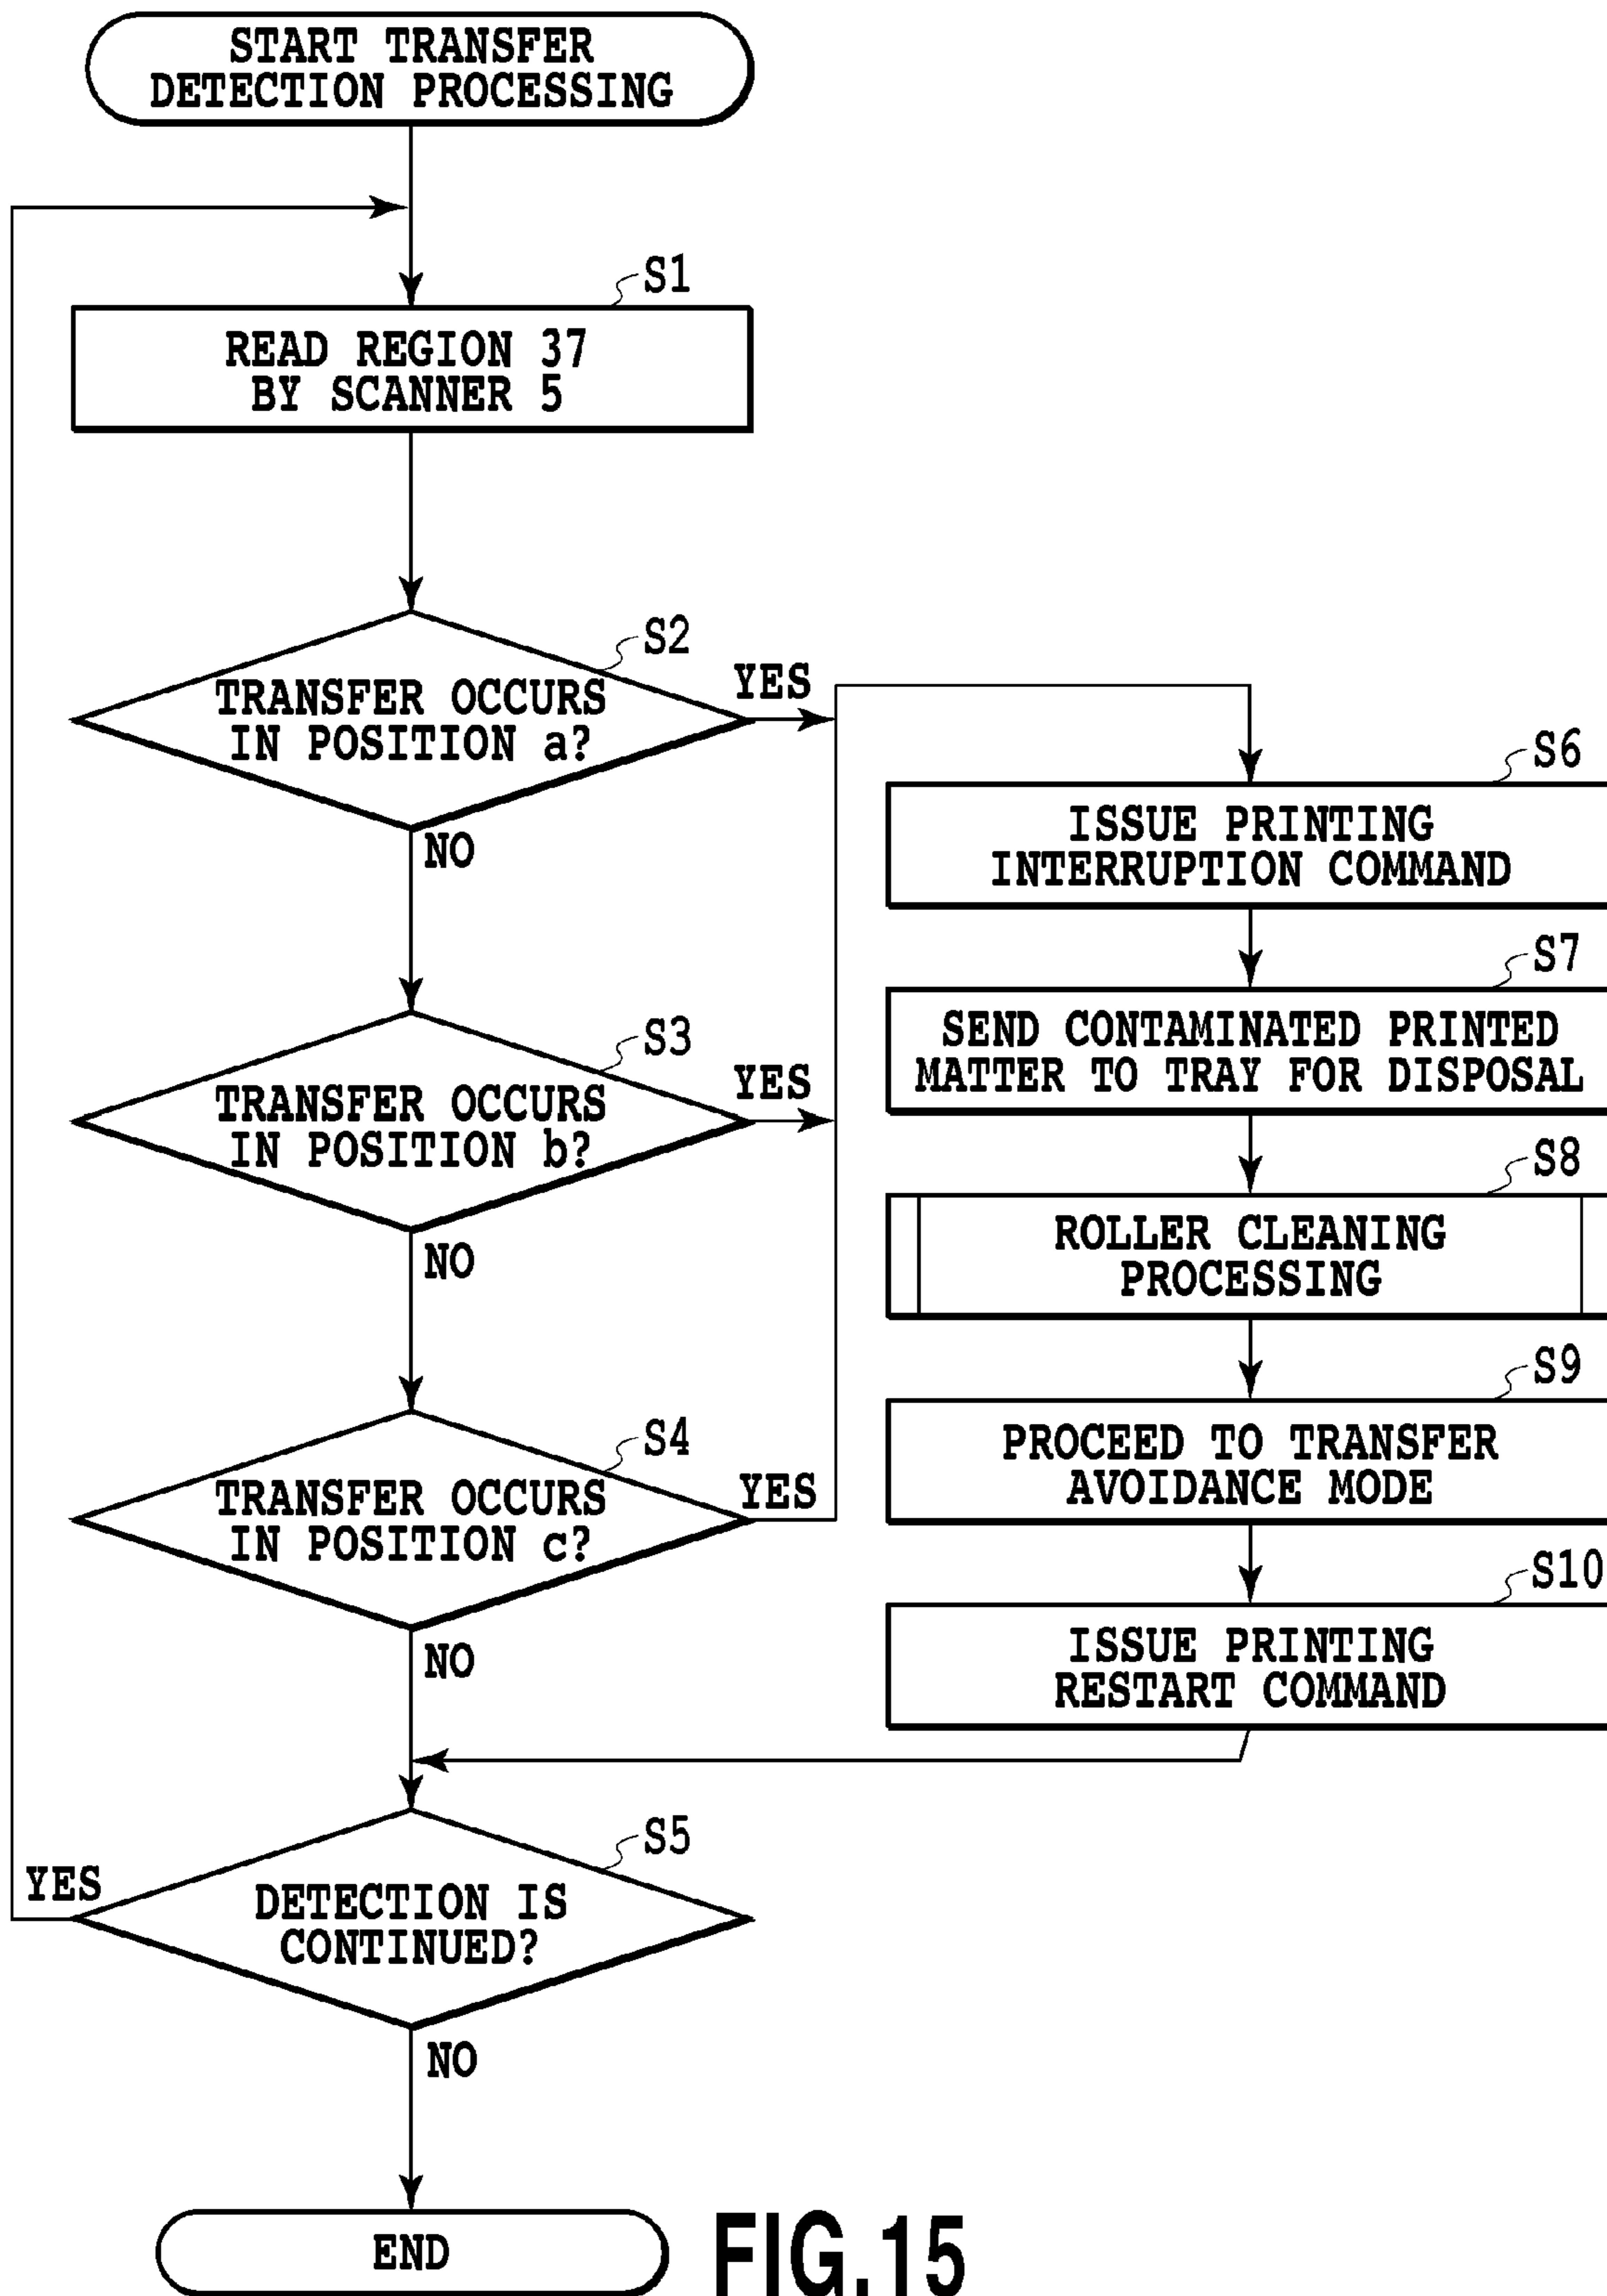 START TRANSFER
DETECTION PROCESSING
S1
READ REGION 37
BY SCANNER 5
S2
TRANSFER OCCURS
IN POSITION a?
YES
NO
S3
TRANSFER OCCURS
IN POSITION b?
YES
NO
S4
TRANSFER OCCURS
IN POSITION c?
YES
NO
S5
DETECTION IS
CONTINUED?
YES
NO
END
S6
ISSUE PRINTING
INTERRUPTION COMMAND
S7
SEND CONTAMINATED PRINTED
MATTER TO TRAY FOR DISPOSAL
S8
ROLLER CLEANING
PROCESSING
S9
PROCEED TO TRANSFER
AVOIDANCE MODE
S10
ISSUE PRINTING
RESTART COMMAND
FIG.15